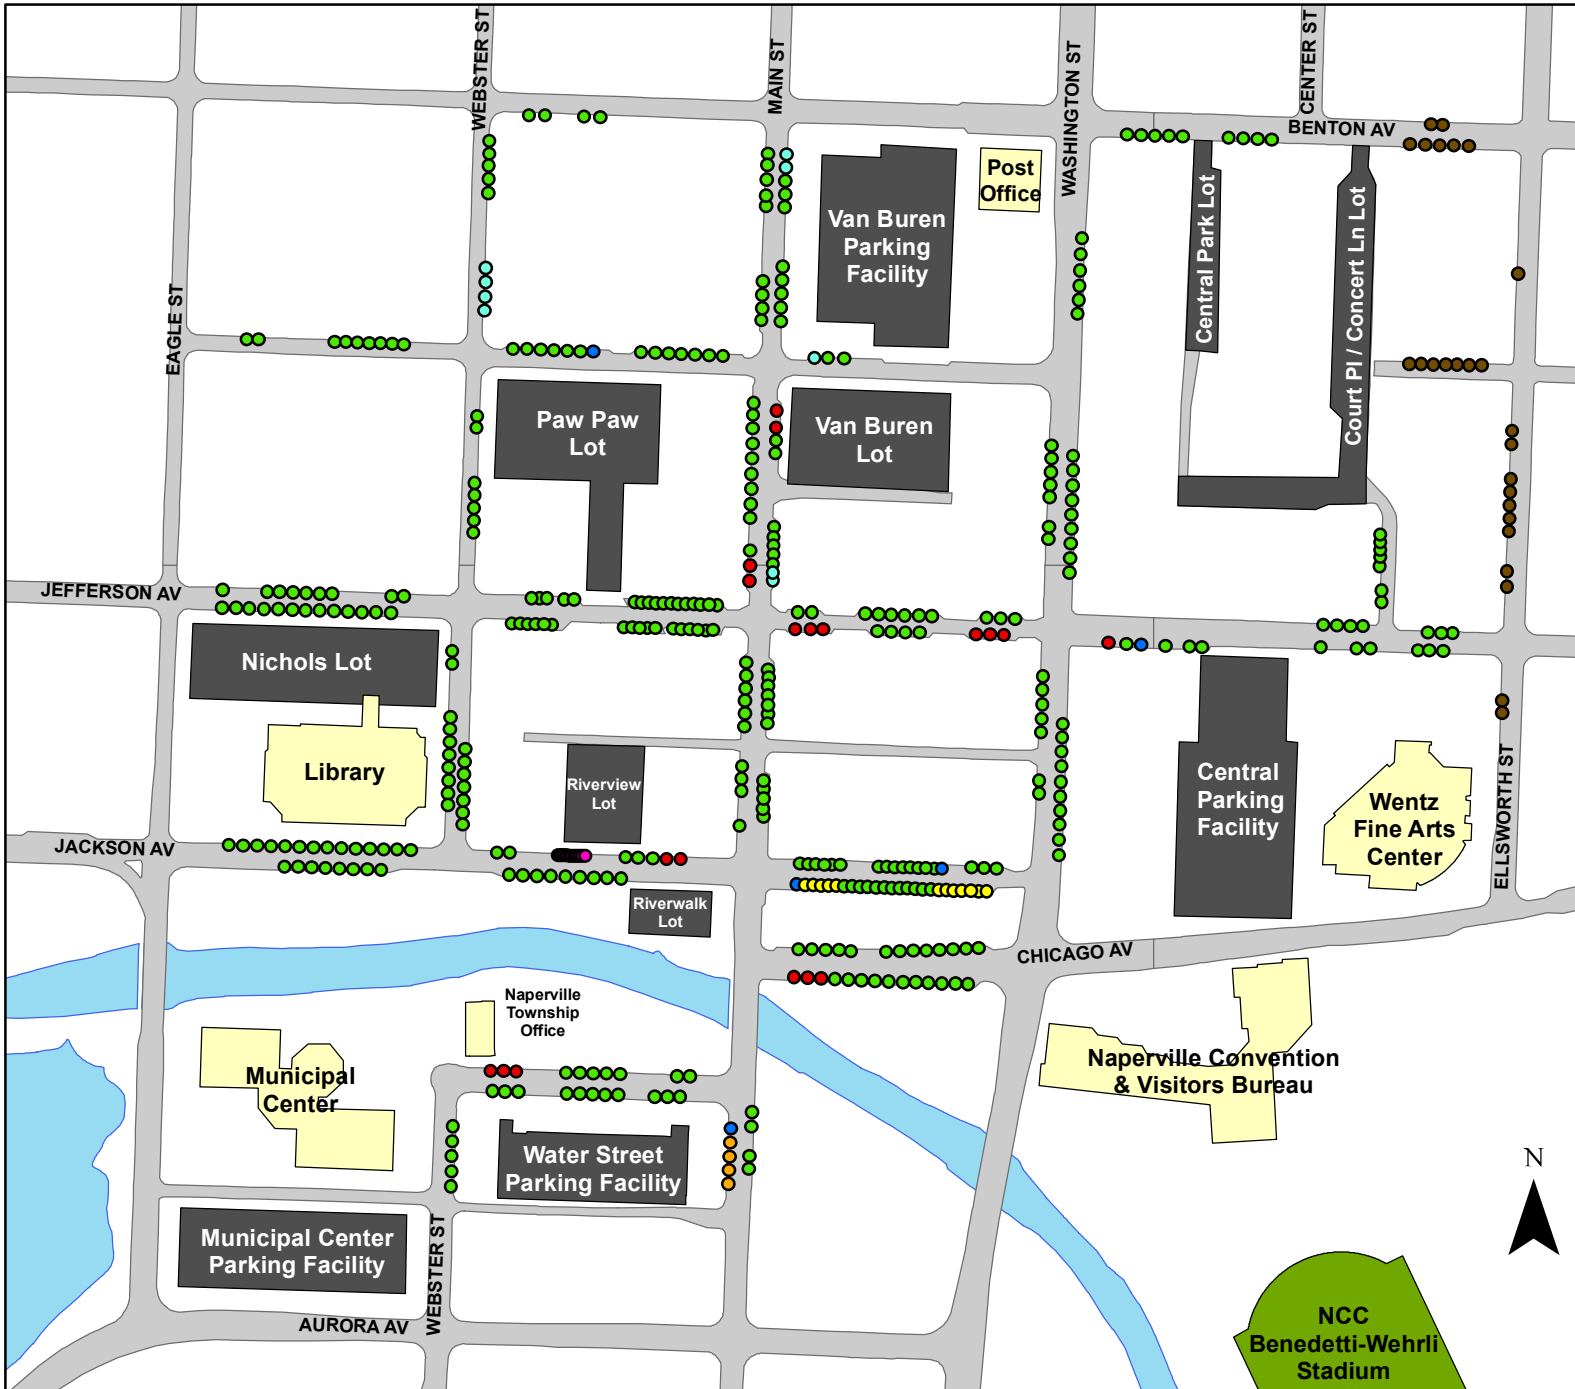 WEBSTER ST
MAIN ST
WASHINGTON ST
CENTER ST
BENTON AV
Post
Office
Van Buren
Parking
Facility
Central Park Lot
Court Pl / Concert Ln Lot
EAGLE ST
Paw Paw
Lot
Van Buren
Lot
JEFFERSON AV
Nichols Lot
Library
Riverview
Lot
Central
Parking
Facility
Wentz
Fine Arts
Center
ELLSWORTH ST
JACKSON AV
Riverwalk
Lot
CHICAGO AV
Naperville
Township
Office
Municipal
Center
Naperville Convention
& Visitors Bureau
Water Street
Parking Facility
N
Municipal Center
Parking Facility
WEBSTER ST
AURORA AV
NCC
Benedetti-Wehrli
Stadium